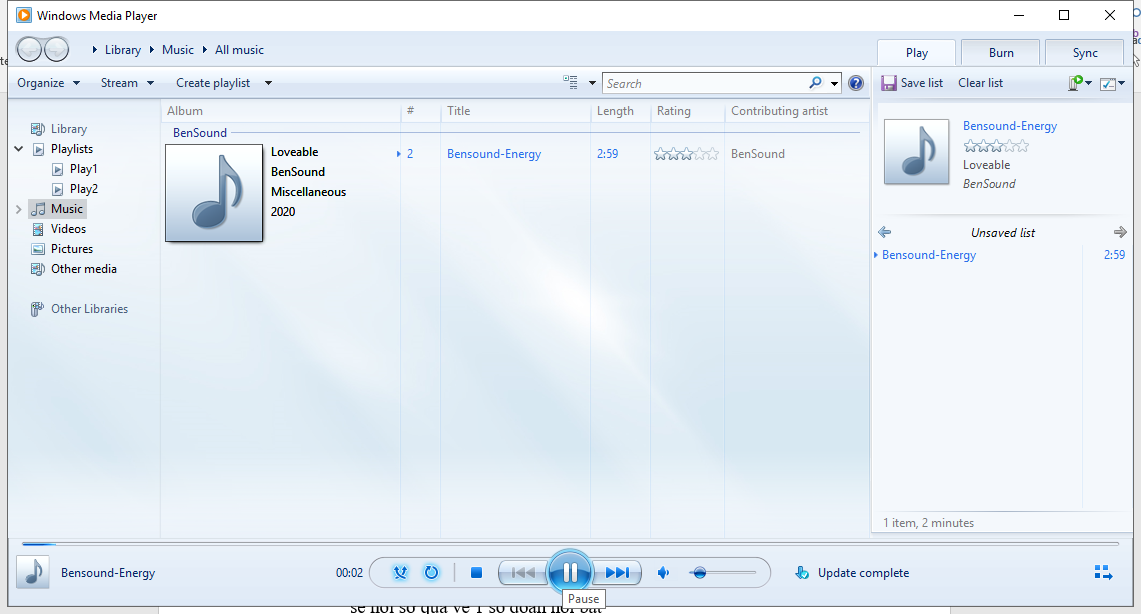 Windows Media Player
Library Music All music
Play Burn Sync
Organize Stream Create playlist Search
Save list Clear list
Album # Title Length Rating Contributing artist
Library
Playlists
Play1
Play2
Music
Videos
Pictures
Other media
Other Libraries
BenSound
Loveable
BenSound
Miscellaneous
2020
2 Bensound-Energy 2:59 BenSound
Bensound-Energy
Loveable
BenSound
Unsaved list
Bensound-Energy 2:59
1 item, 2 minutes
Bensound-Energy 00:02 Update complete
Pause